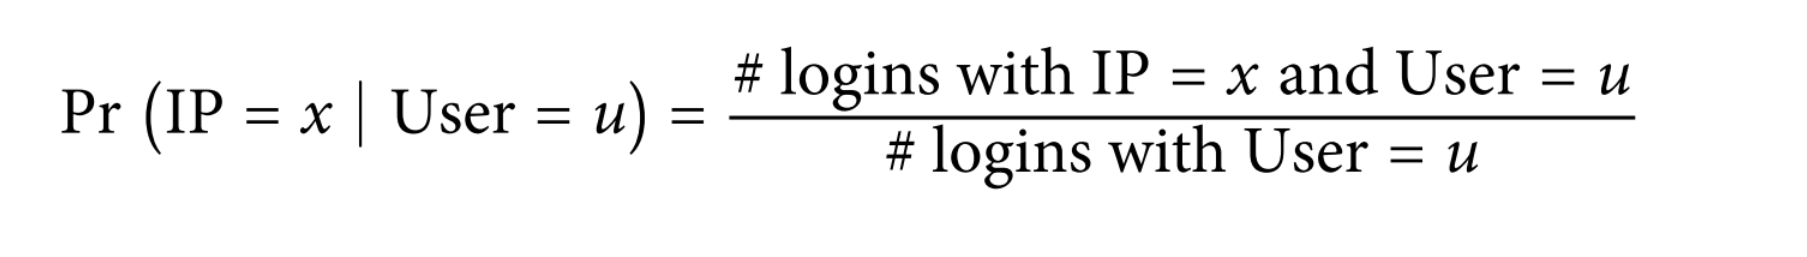 Pr (IP = x | User = u) = # logins with IP = x and User = u
# logins with User = u